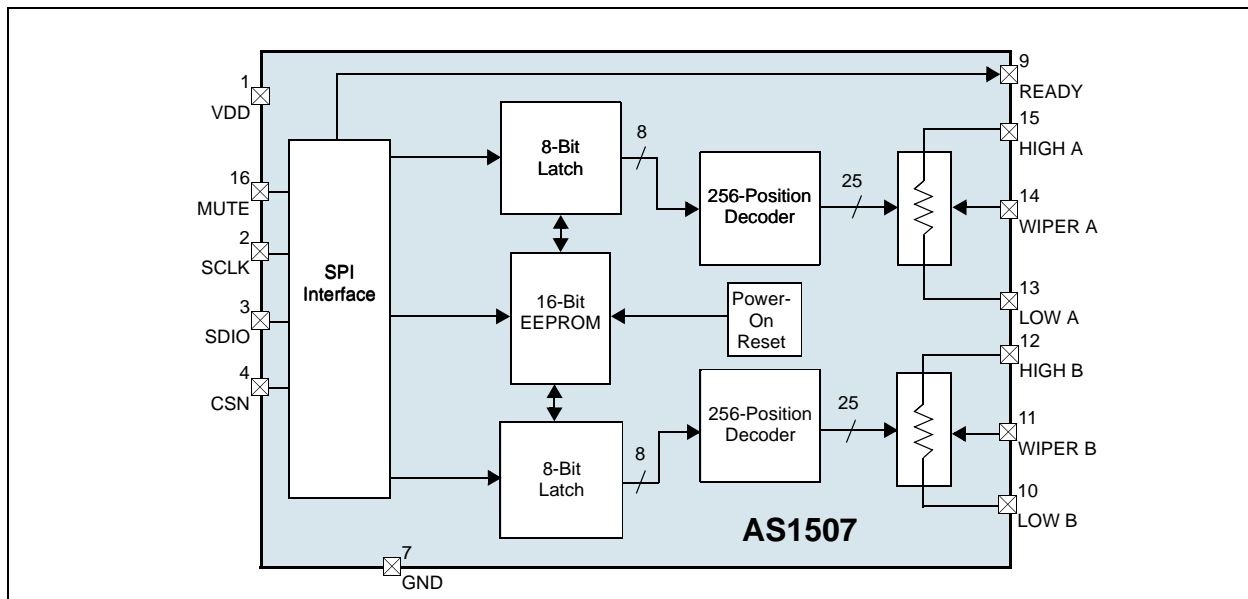 1
VDD
16
MUTE
2
SCLK
3
SDIO
4
CSN
SPI
Interface
8-Bit
Latch
8
16-Bit
EEPROM
8-Bit
Latch
8
256-Position
Decoder
25
Power-
On
Reset
256-Position
Decoder
25
9
READY
15
HIGH A
14
WIPER A
13
LOW A
12
HIGH B
11
WIPER B
10
LOW B
AS1507
7
GND